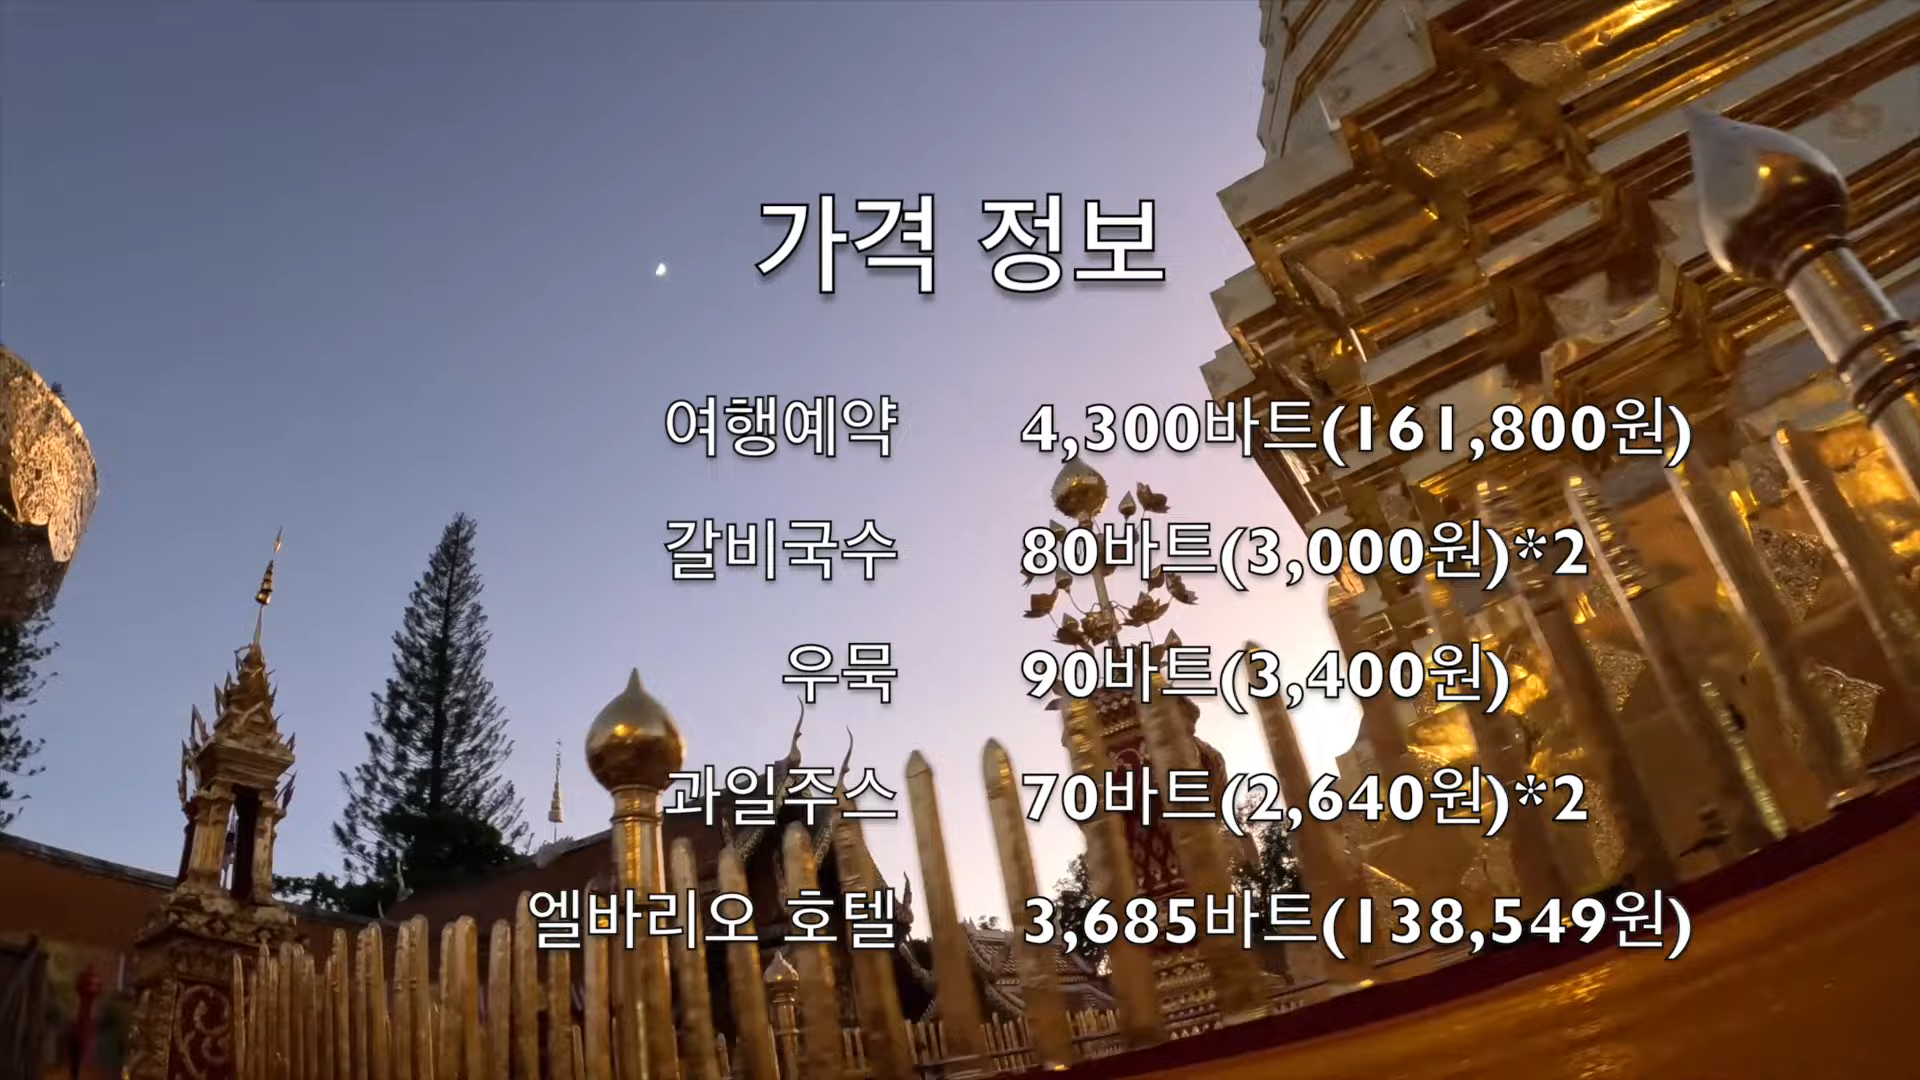 가격 정보
여행예약 4,300바트(161,800원)
갈비국수 80바트(3,000원)*2
우묵 90바트(3,400원)
과일주스 70바트(2,640원)*2
엘바리오 호텔 3,685바트(138,549원)